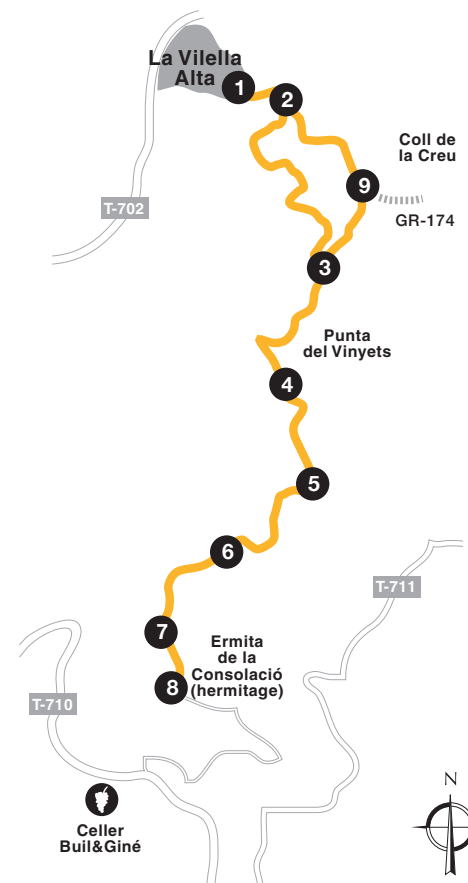 La Vilella
Alta
1
2
Coll de
la Creu
9
T-702
GR-174
3
Punta
del Vinyets
4
5
6
T-711
7
Ermita
de la
Consolació
(hermitage)
8
T-710
N
Celler
Buil&Giné